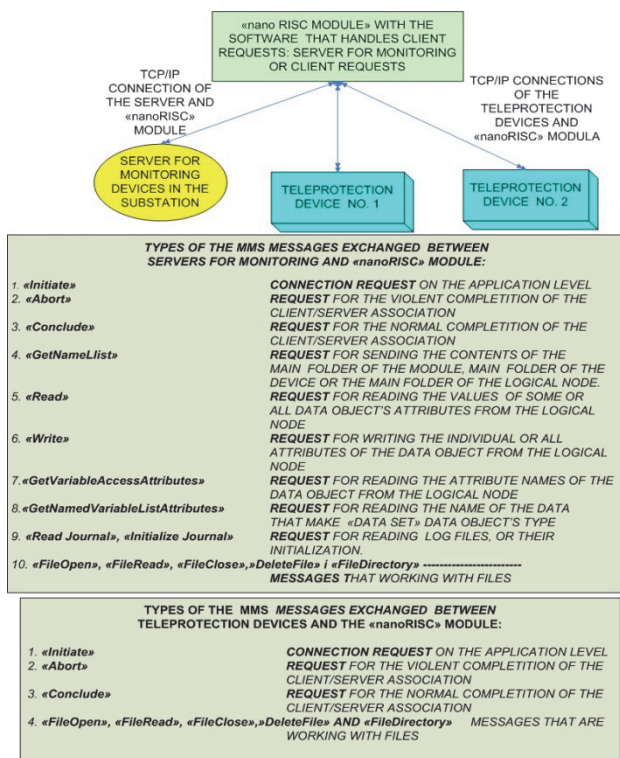 «nano RISC MODULE» WITH THE
SOFTWARE THAT HANDLES CLIENT
REQUESTS: SERVER FOR MONITORING
OR CLIENT REQUESTS
TCP/IP
CONNECTION OF
THE SERVER AND
«nanoRISC»
MODULE
TCP/IP CONNECTIONS
OF THE
TELEPROTECTION
DEVICES AND
«nanoRISC» MODULA
SERVER FOR
MONITORING
DEVICES IN THE
SUBSTATION
TELEPROTECTION
DEVICE NO. 1
TELEPROTECTION
DEVICE NO. 2
TYPES OF THE MMS MESSAGES EXCHANGED BETWEEN
SERVERS FOR MONITORING AND «nanoRISC» MODULE:
1. «Initiate» CONNECTION REQUEST ON THE APPLICATION LEVEL
2. «Abort» REQUEST FOR THE VIOLENT COMPLETITION OF THE
CLIENT/SERVER ASSOCIATION
3. «Conclude» REQUEST FOR THE NORMAL COMPLETITION OF THE
CLIENT/SERVER ASSOCIATION
4. «GetNameLlist» REQUEST FOR SENDING THE CONTENTS OF THE
MAIN FOLDER OF THE MODULE, MAIN FOLDER OF THE
DEVICE OR THE MAIN FOLDER OF THE LOGICAL NODE.
5. «Read» REQUEST FOR READING THE VALUES OF SOME OR
ALL DATA OBJECT'S ATTRIBUTES FROM THE LOGICAL
NODE
6. «Write» REQUEST FOR WRITING THE INDIVIDUAL OR ALL
ATTRIBUTES OF THE DATA OBJECT FROM THE LOGICAL
NODE
7.«GetVariableAccessAttributes» REQUEST FOR READING THE ATTRIBUTE NAMES OF THE
DATA OBJECT FROM THE LOGICAL NODE
8.«GetNamedVariableListAttributes» REQUEST FOR READING THE NAME OF THE DATA
THAT MAKE «DATA SET» DATA OBJECT'S TYPE
9. «Read Journal», «Initialize Journal» REQUEST FOR READING LOG FILES, OR THEIR
INITIALIZATION.
10. «FileOpen», «FileRead», «FileClose»,»DeleteFile» i «FileDirectory» ------------------------
MESSAGES THAT WORKING WITH FILES
TYPES OF THE MMS MESSAGES EXCHANGED BETWEEN
TELEPROTECTION DEVICES AND THE «nanoRISC» MODULE:
1. «Initiate» CONNECTION REQUEST ON THE APPLICATION LEVEL
2. «Abort» REQUEST FOR THE VIOLENT COMPLETITION OF THE
CLIENT/SERVER ASSOCIATION
3. «Conclude» REQUEST FOR THE NORMAL COMPLETITION OF THE
CLIENT/SERVER ASSOCIATION
4. «FileOpen», «FileRead», «FileClose»,»DeleteFile» AND «FileDirectory» MESSAGES THAT ARE
WORKING WITH FILES